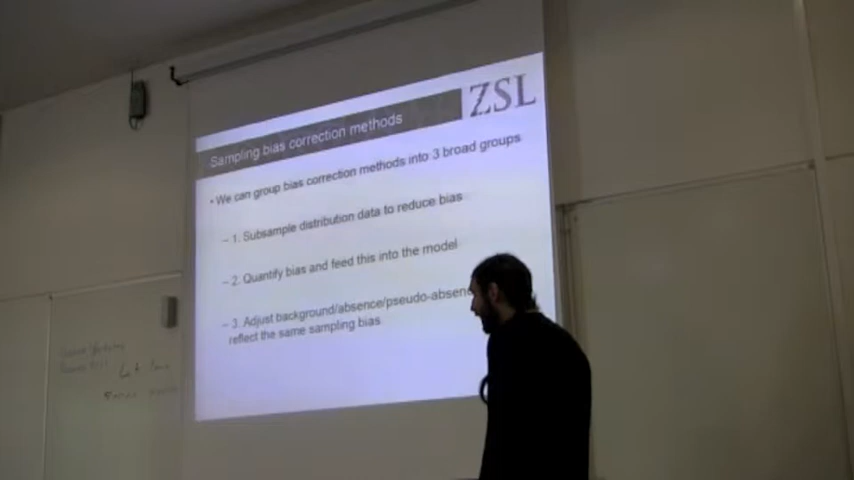 ZSL
Sampling bias correction methods
• We can group bias correction methods into 3 broad groups
– 1. Subsample distribution data to reduce bias
– 2. Quantify bias and feed this into the model
– 3. Adjust background/absence/pseudo-absenc
reflect the same sampling bias